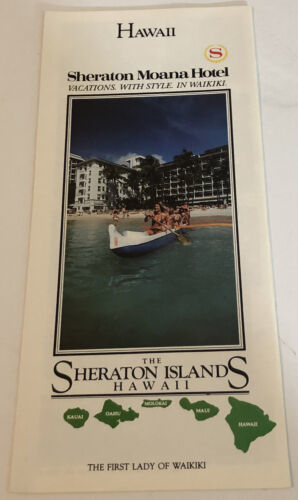 HAWAII
S
Sheraton Moana Hotel
VACATIONS. WITH STYLE. IN WAIKIKI.
THE
SHERATON ISLANDS
HAWAII
KAUAI
OAHU
MOLOKAI
MAUI
HAWAII
THE FIRST LADY OF WAIKIKI